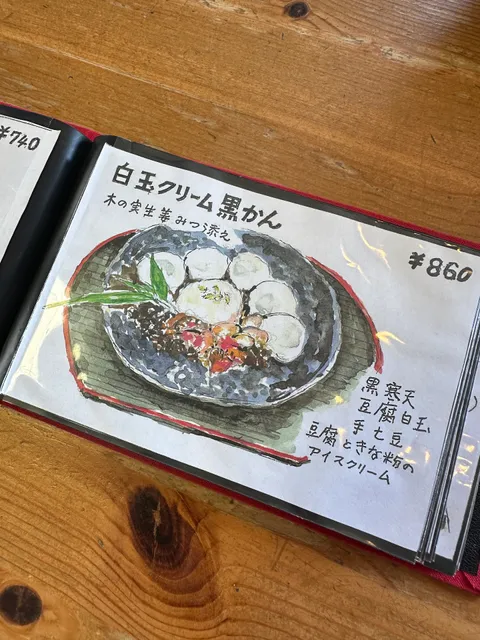 ¥740
白玉クリーム黒かん
木の実生姜みつ添え
¥860
黒寒天
豆腐白玉
手亡豆
豆腐ときな粉の
アイスクリーム